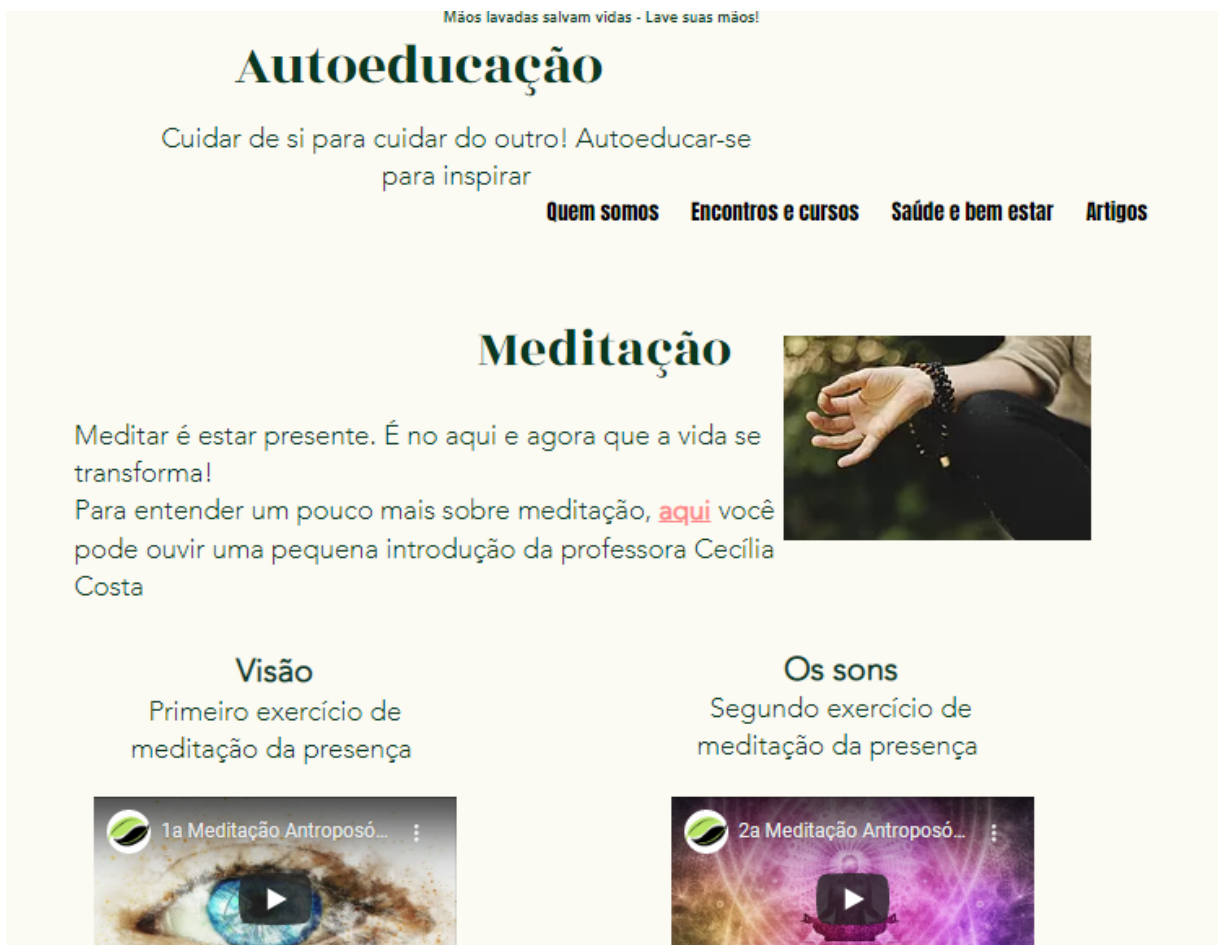 Mãos lavadas salvam vidas - Lave suas mãos!
Autoeducação
Cuidar de si para cuidar do outro! Autoeducar-se
para inspirar
Quem somos Encontros e cursos Saúde e bem estar Artigos
Meditação
Meditar é estar presente. É no aqui e agora que a vida se
transforma!
Para entender um pouco mais sobre meditação, aqui você
pode ouvir uma pequena introdução da professora Cecília
Costa
Visão
Primeiro exercício de
meditação da presença
Os sons
Segundo exercício de
meditação da presença
1a Meditação Antroposó...
2a Meditação Antroposó...